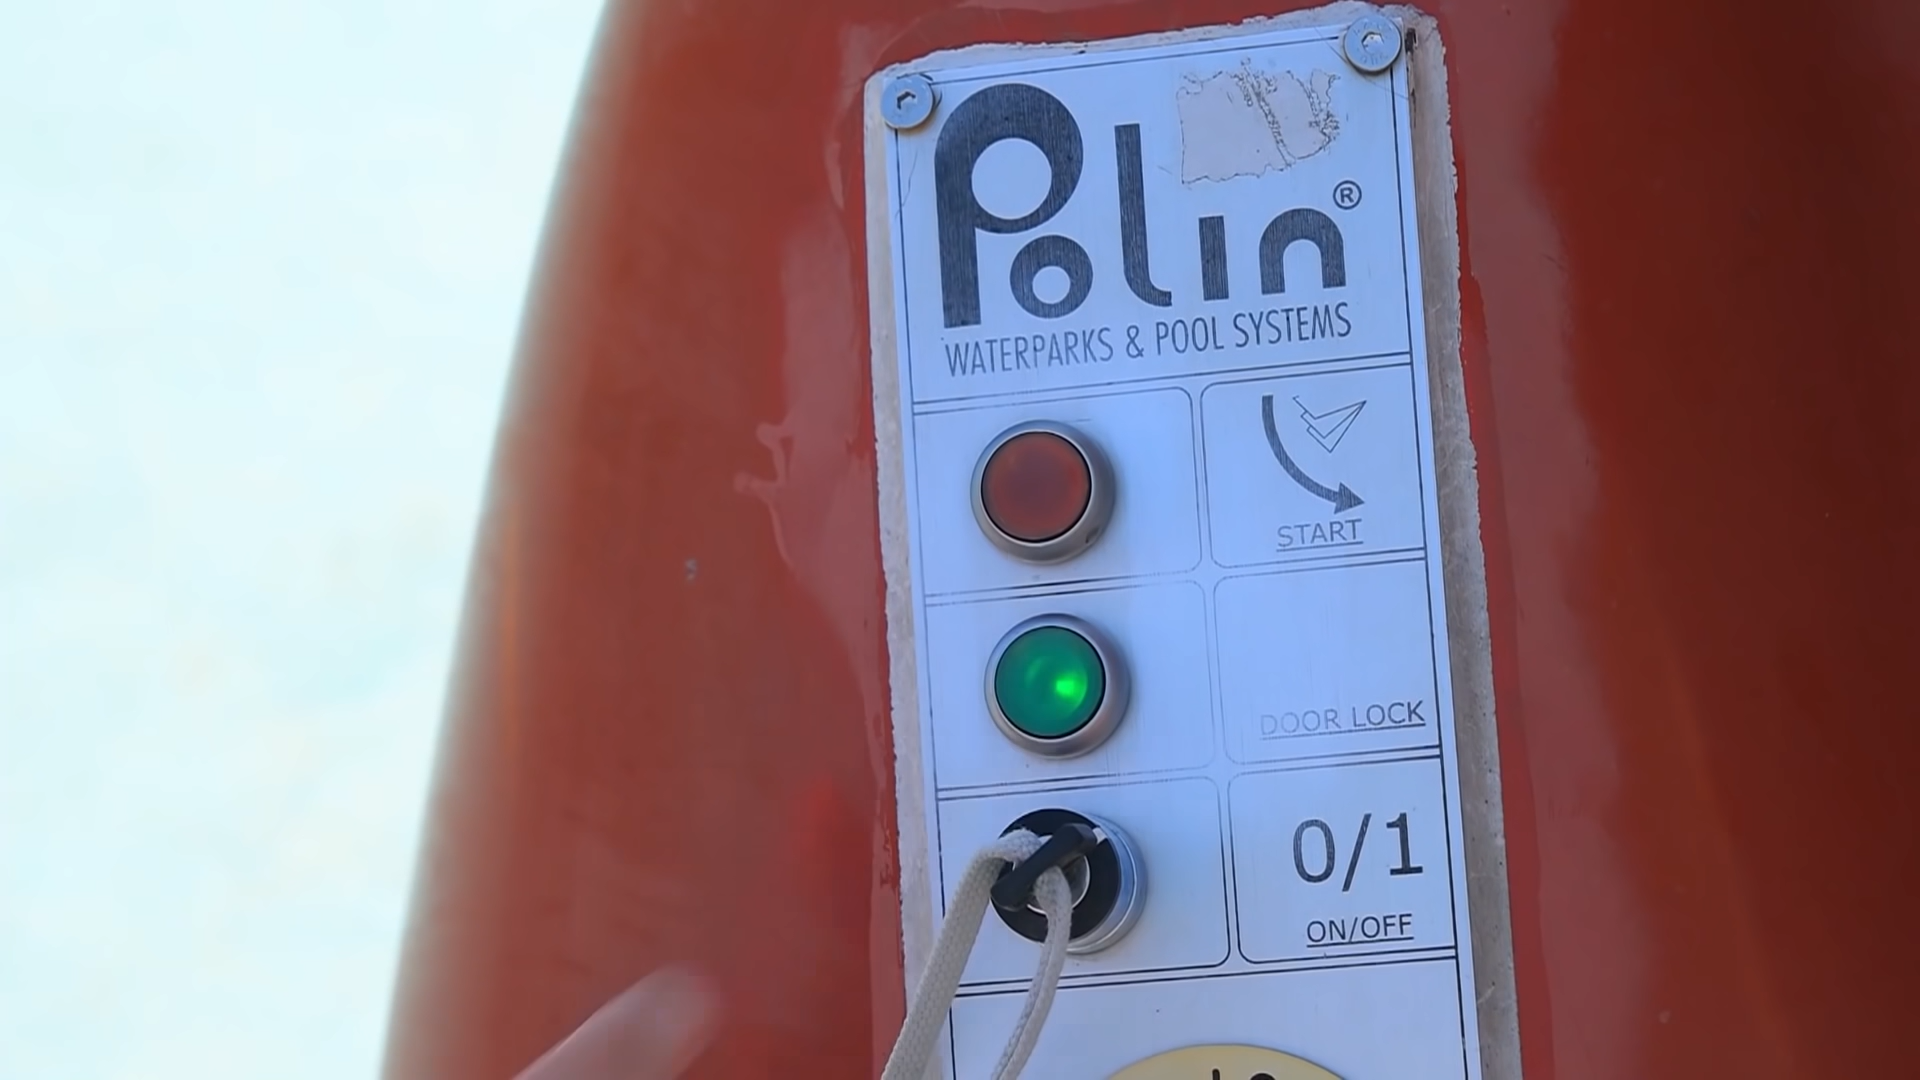 Polin®
WATERPARKS & POOL SYSTEMS
START
DOOR LOCK
0/1
ON/OFF